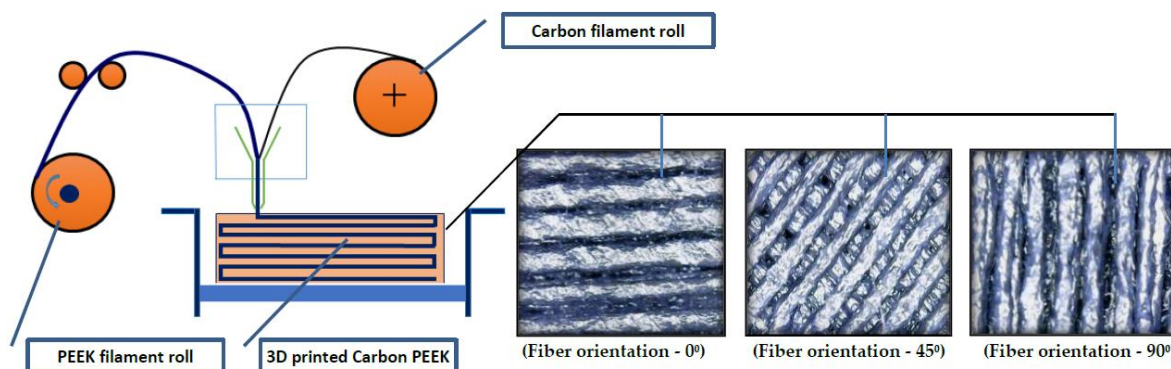 Carbon filament roll
PEEK filament roll
3D printed Carbon PEEK
(Fiber orientation - 0⁰)
(Fiber orientation - 45⁰)
(Fiber orientation - 90⁰